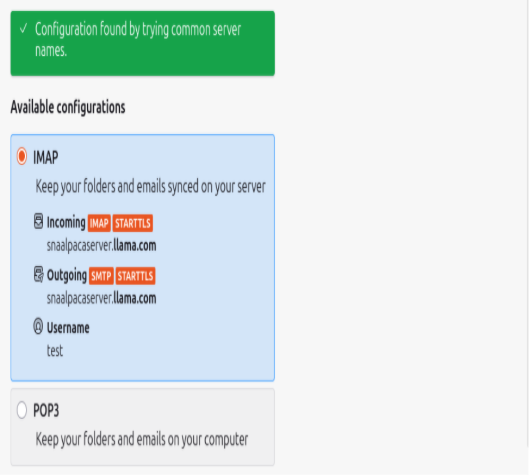 ✓ Configuration found by trying common server
names.
Available configurations
IMAP
Keep your folders and emails synced on your server
Incoming IMAP STARTTLS
snaalpacaserver.llama.com
Outgoing SMTP STARTTLS
snaalpacaserver.llama.com
Username
test
POP3
Keep your folders and emails on your computer